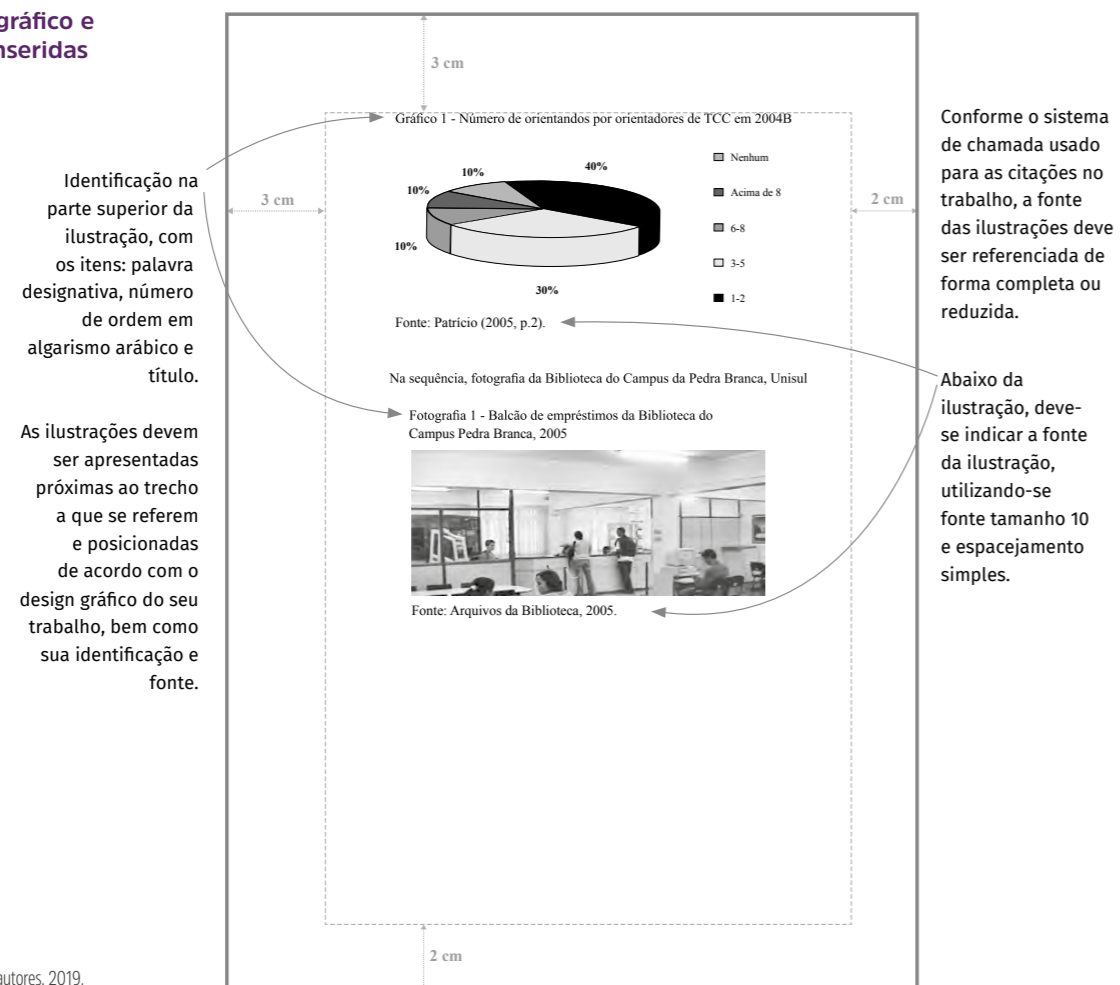 gráfico e
nseridas
3 cm
Gráfico 1 - Número de orientandos por orientadores de TCC em 2004B
10%
40%
10%
10%
30%
Nenhum
Acima de 8
6-8
3-5
1-2
Fonte: Patrício (2005, p.2).
3 cm
2 cm
Identificação na
parte superior da
ilustração, com
os itens: palavra
designativa, número
de ordem em
algarismo arábico e
título.
As ilustrações devem
ser apresentadas
próximas ao trecho
a que se referem
e posicionadas
de acordo com o
design gráfico do seu
trabalho, bem como
sua identificação e
fonte.
Na sequência, fotografia da Biblioteca do Campus da Pedra Branca, Unisul
Fotografia 1 - Balcão de empréstimos da Biblioteca do
Campus Pedra Branca, 2005
Fonte: Arquivos da Biblioteca, 2005.
Conforme o sistema
de chamada usado
para as citações no
trabalho, a fonte
das ilustrações deve
ser referenciada de
forma completa ou
reduzida.
Abaixo da
ilustração, deve-
se indicar a fonte
da ilustração,
utilizando-se
fonte tamanho 10
e espacejamento
simples.
2 cm
autores, 2019.